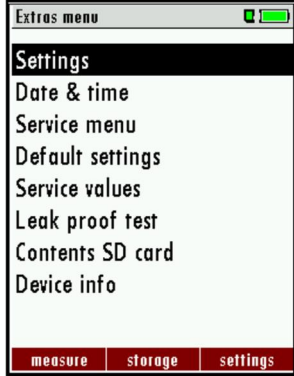 Extras menu
Settings
Date & time
Service menu
Default settings
Service values
Leak proof test
Contents SD card
Device info
measure storage settings